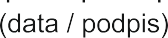 (data / podpis)